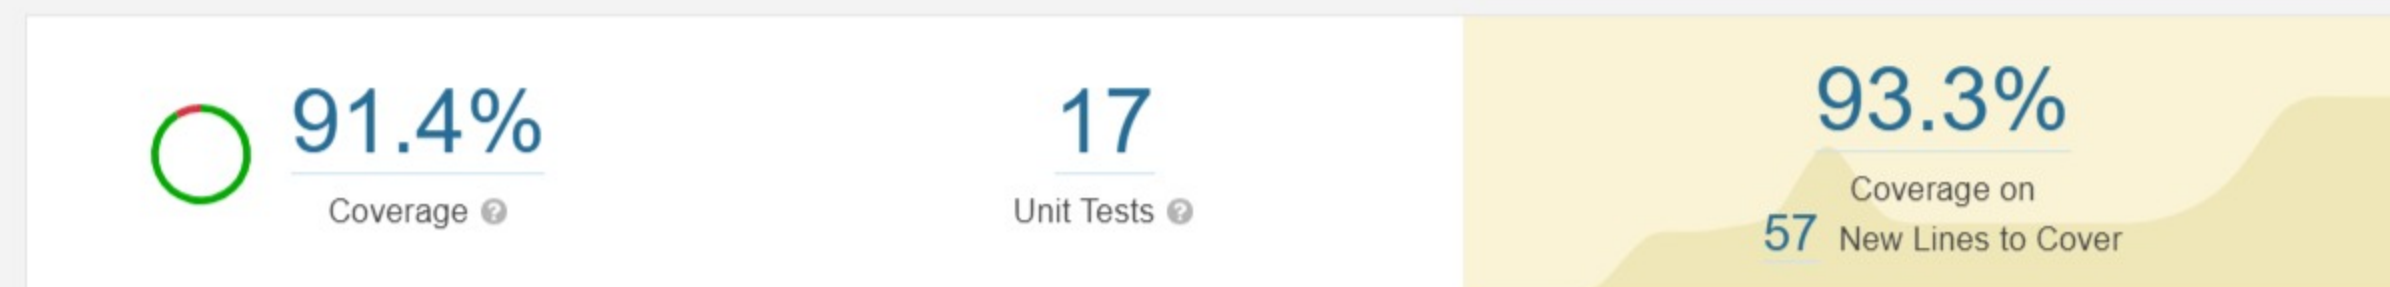 91.4%
Coverage ?
17
Unit Tests ?
93.3%
Coverage on
57 New Lines to Cover